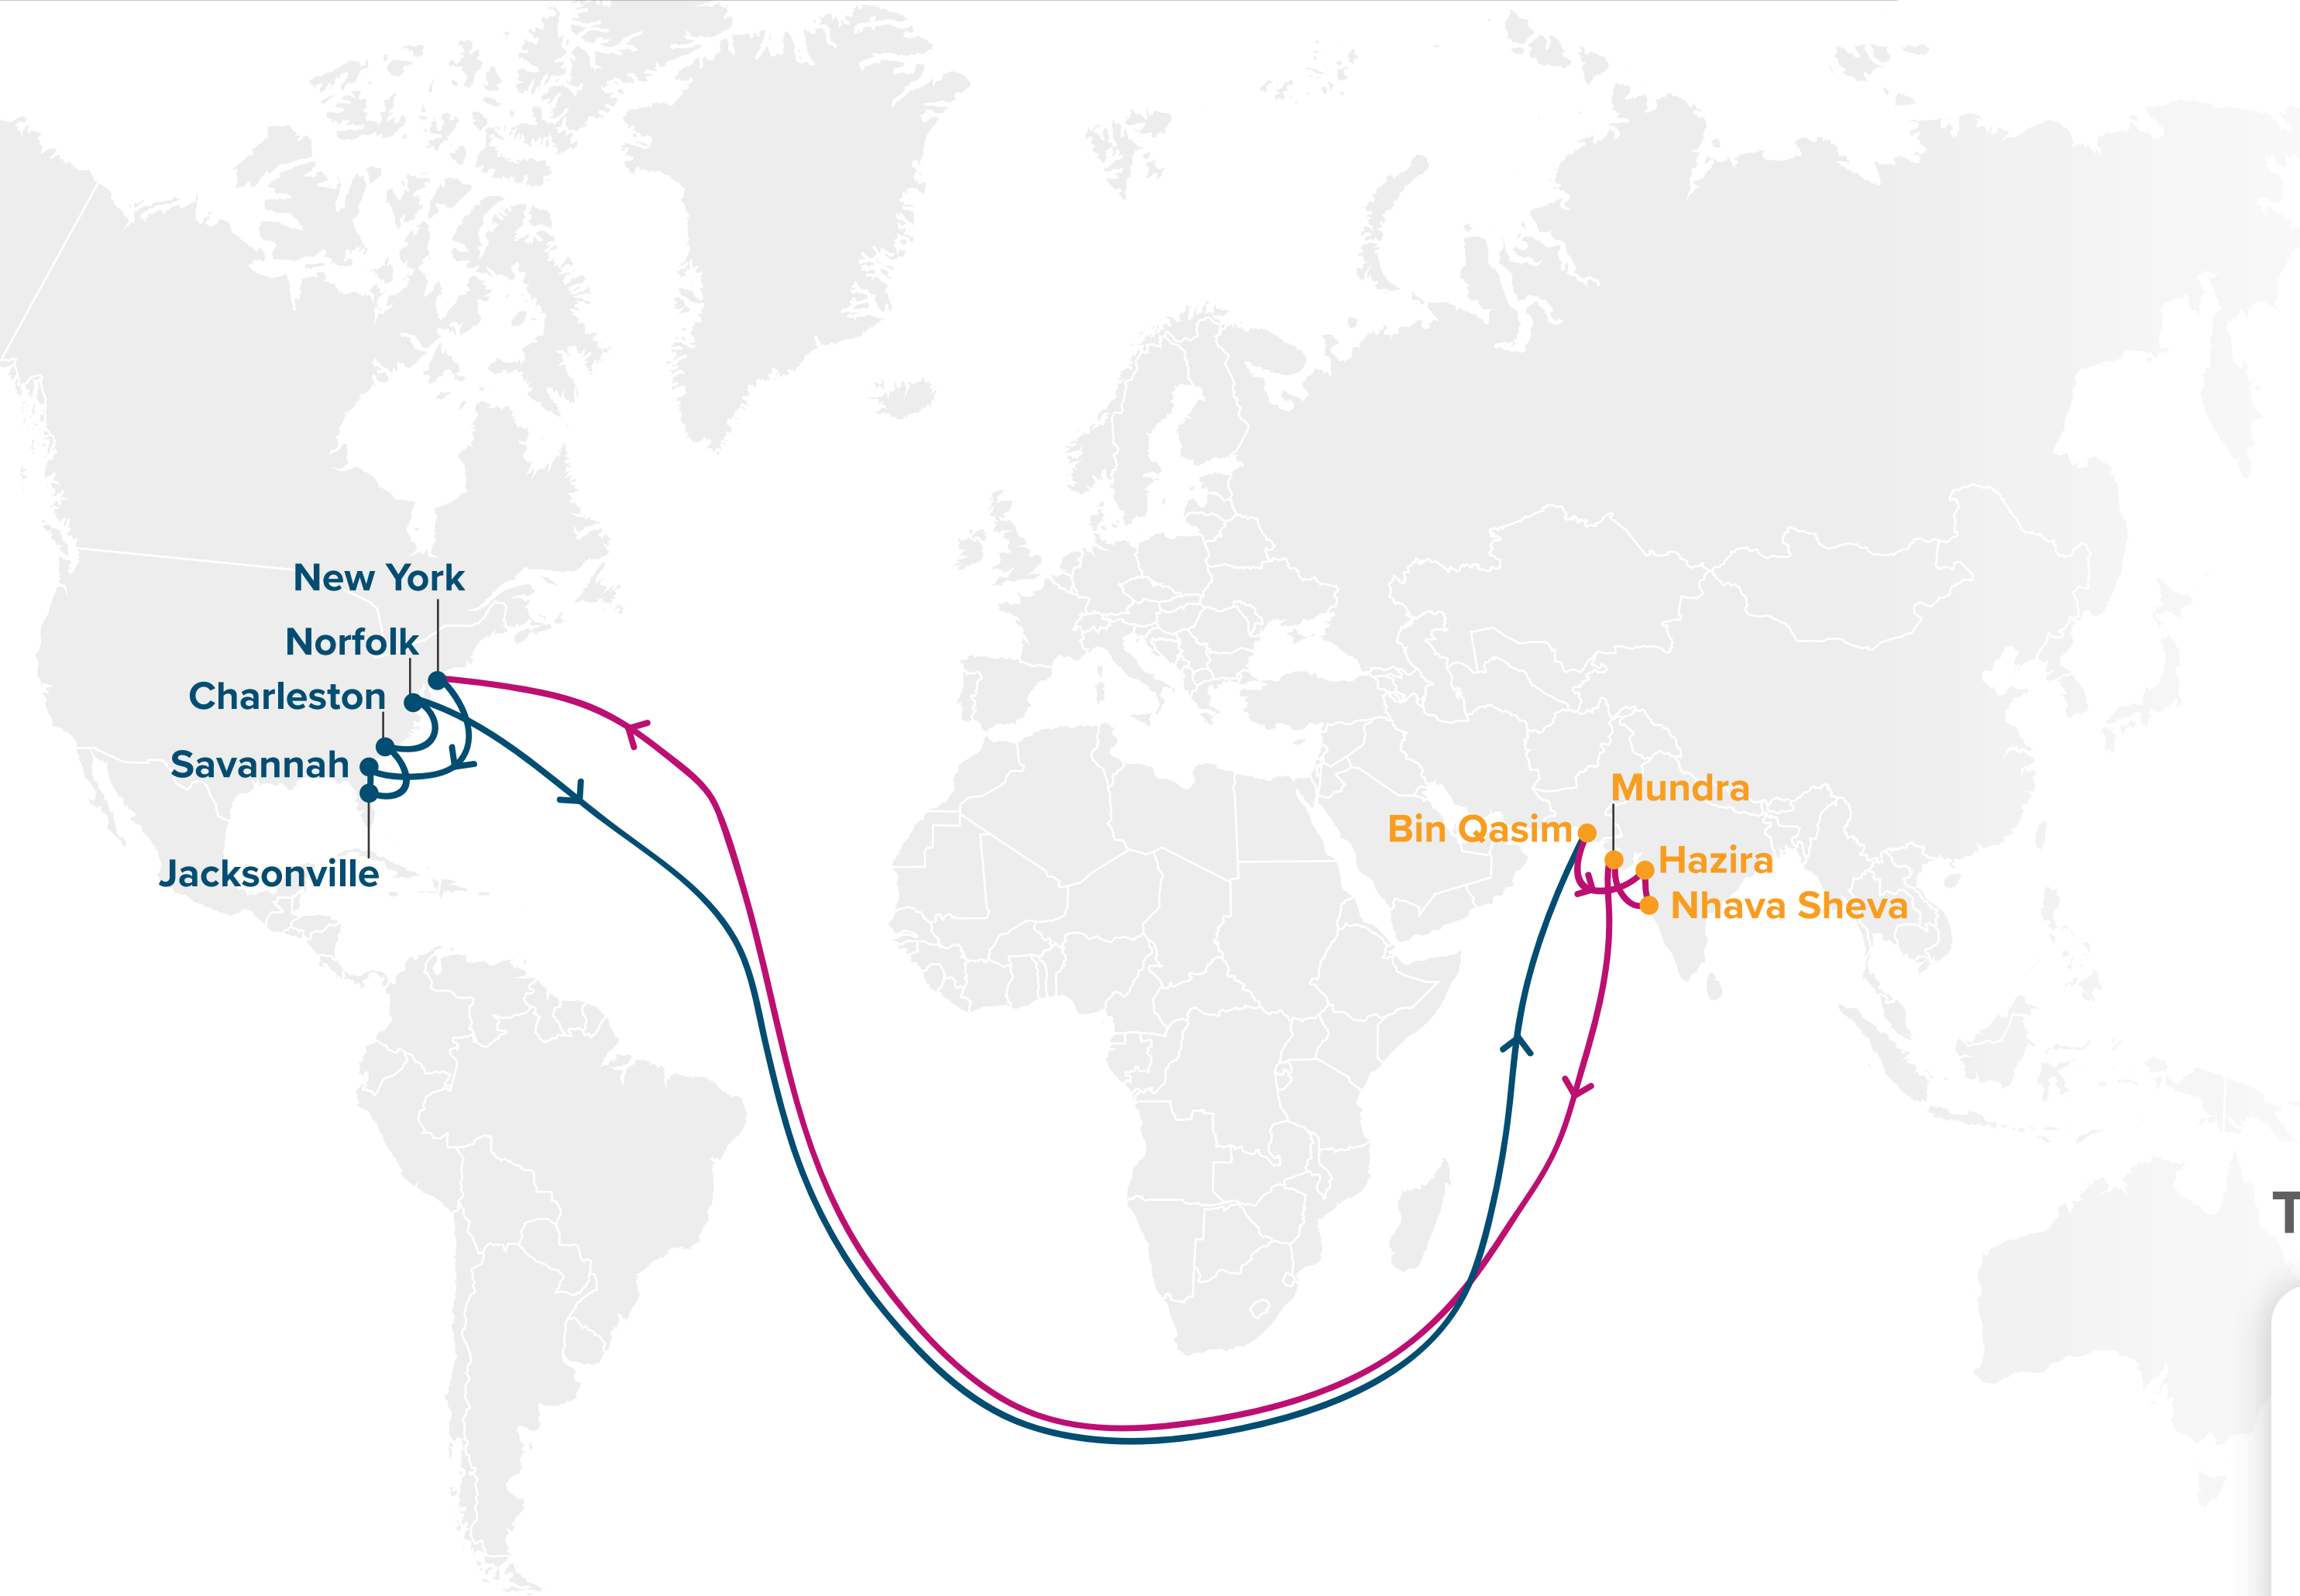 New York
Norfolk
Charleston
Savannah
Jacksonville
Mundra
Bin Qasim
Hazira
Nhava Sheva
T